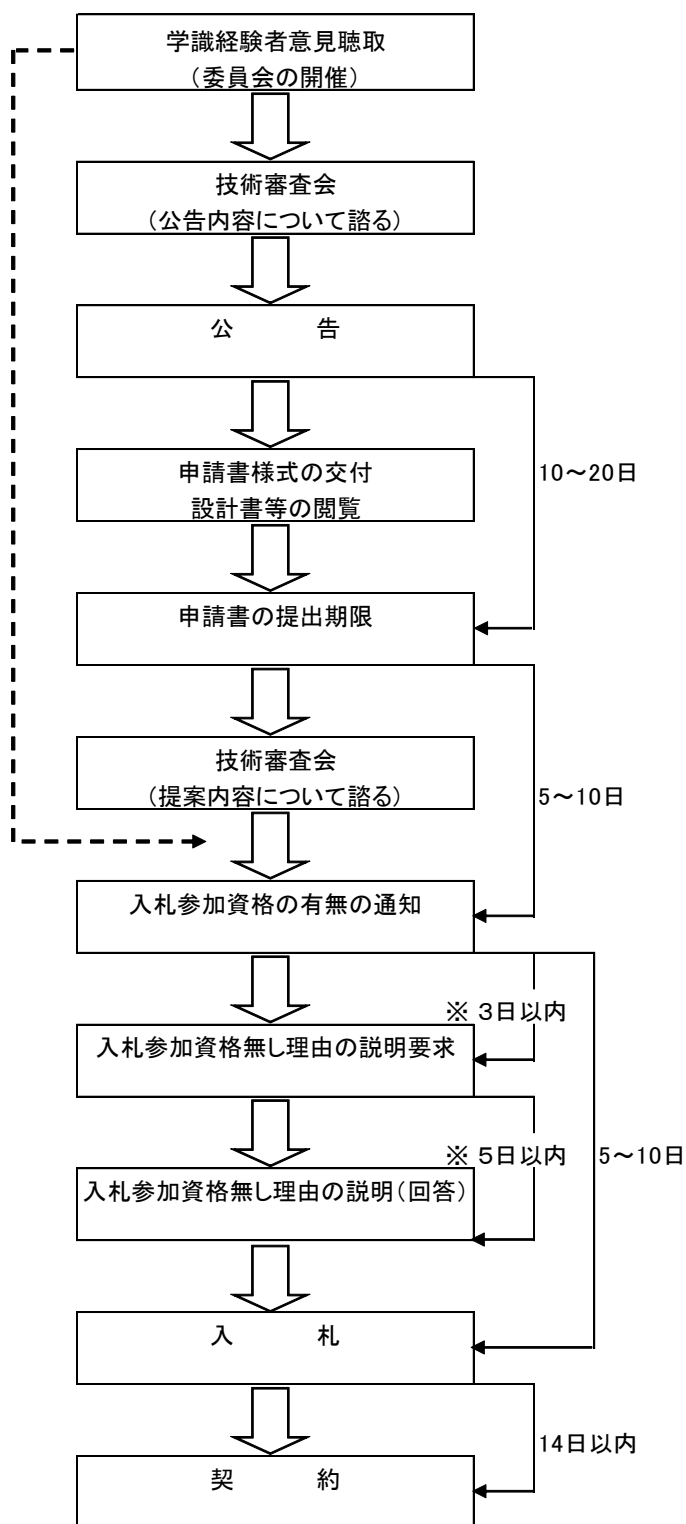 学識経験者意見聴取
(委員会の開催)
技術審査会
(公告内容について諮る)
公 告
申請書様式の交付
設計書等の閲覧
10～20日
申請書の提出期限
技術審査会
(提案内容について諮る)
5～10日
入札参加資格の有無の通知
※ 3日以内
入札参加資格無し理由の説明要求
※ 5日以内
5～10日
入札参加資格無し理由の説明(回答)
入 札
14日以内
契 約